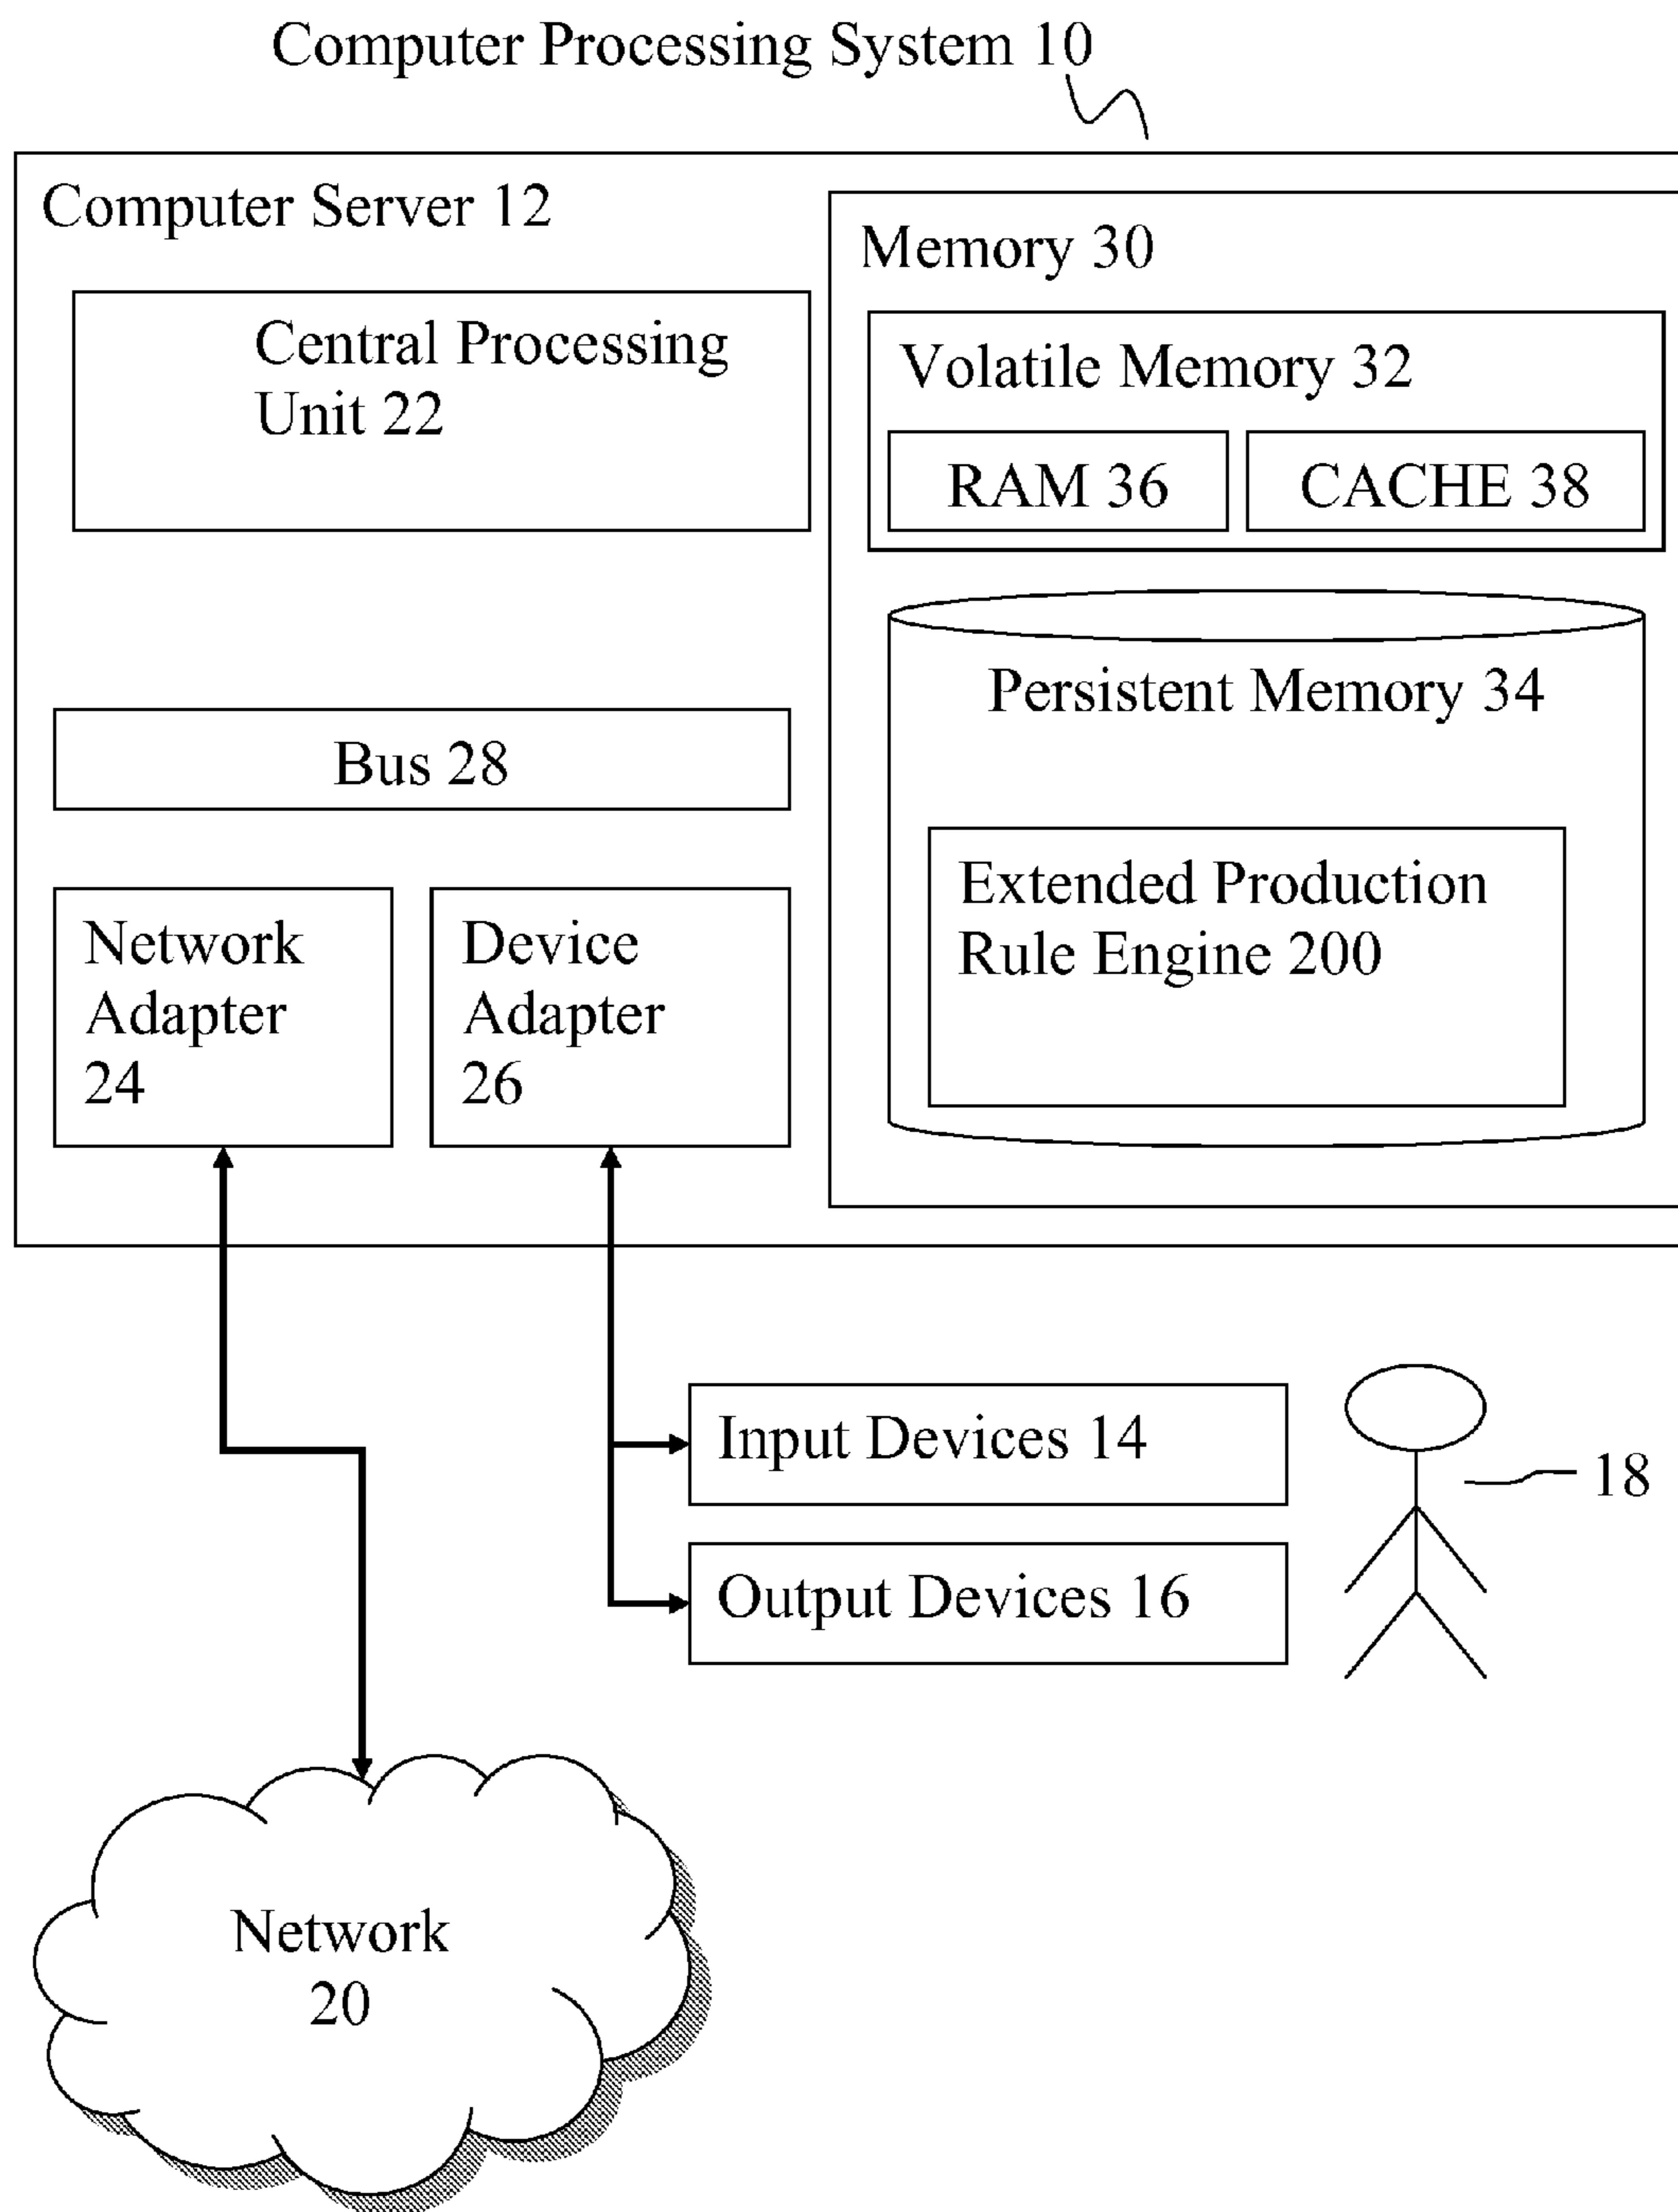 Computer Processing System 10
Computer Server 12
Central Processing
Unit 22
Bus 28
Network
Adapter
24
Device
Adapter
26
Memory 30
Volatile Memory 32
RAM 36
CACHE 38
Persistent Memory 34
Extended Production
Rule Engine 200
Input Devices 14
Output Devices 16
18
Network
20